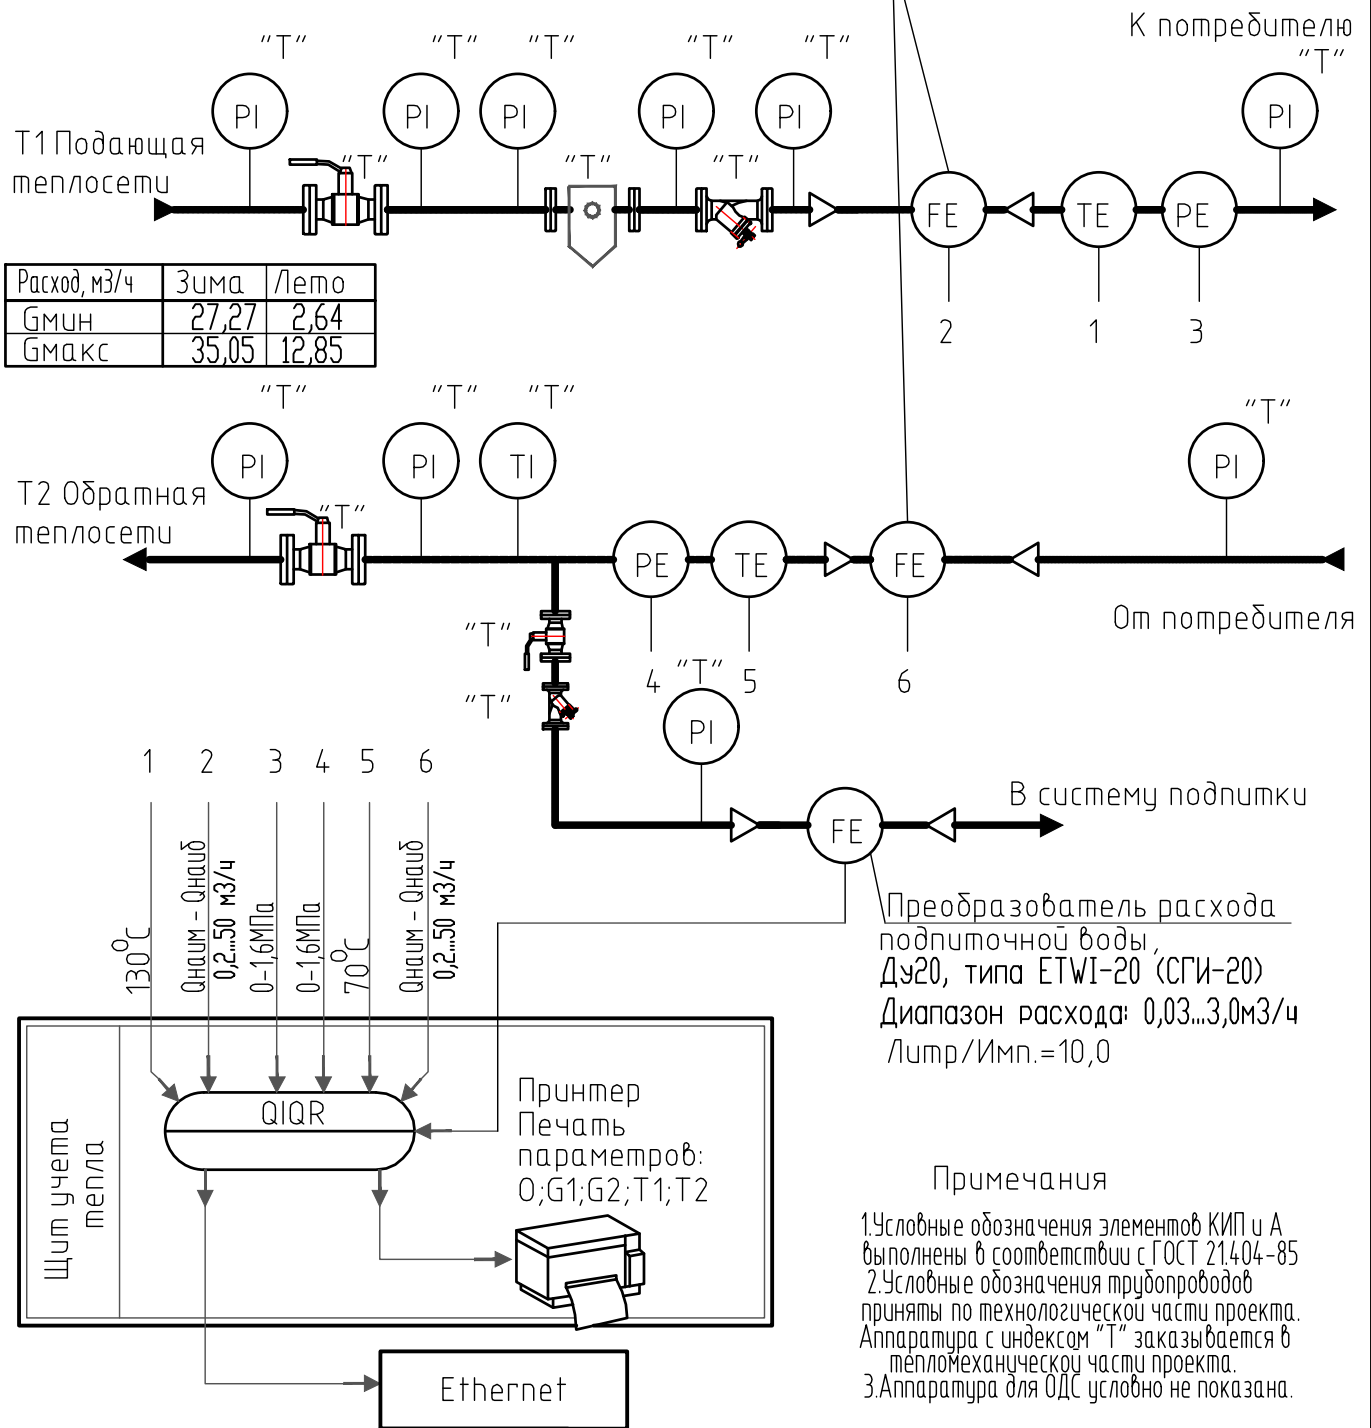 К потребителю
"Т" "Т" "Т" "Т" "Т" "Т"
PI PI PI PI PI PI
Т1 Подающая
теплосети
"Т" "Т" "Т"
FE TE PE
2 1 3
Расход, м3/ч Зима Лето
Gмин 27,27 2,64
Gмакс 35,05 12,85
"Т" "Т" "Т" "Т"
PI PI TI PI
Т2 Обратная
теплосети
"Т"
PE TE FE
От потребителя
"Т"
4 "Т" 5 6
"Т"
PI
1 2 3 4 5 6
В систему подпитки
FE
130°С
Qнаим - Qнаиб
0,2...50 м3/ч
0-1,6МПа
0-1,6МПа
70°С
Qнаим - Qнаиб
0,2...50 м3/ч
Преобразователь расхода
подпиточной воды,
Ду20, типа ETWI-20 (СГИ-20)
Диапазон расхода: 0,03...3,0м3/ч
Литр/Имп.=10,0
Щит учета
тепла
QIQR
Принтер
Печать
параметров:
Q;G1;G2;T1;T2
Ethernet
Примечания
1.Условные обозначения элементов КИП и А
выполнены в соответствии с ГОСТ 21.404-85
2.Условные обозначения трубопроводов
приняты по технологической части проекта.
Аппаратура с индексом "Т" заказывается в
тепломеханической части проекта.
3.Аппаратура для ОДС условно не показана.